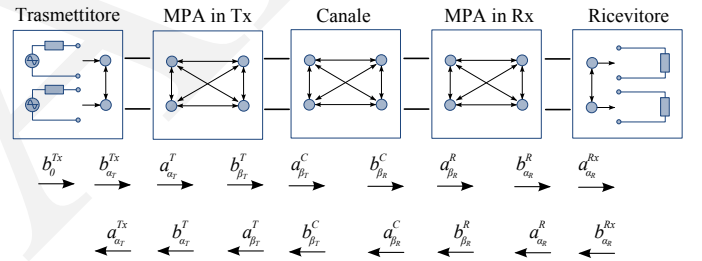 Trasmettitore MPA in Tx Canale MPA in Rx Ricevitore
b_0^{Tx} b_{α_T}^{Tx} a_{α_T}^{T} b_{β_T}^{T} a_{β_T}^{C} b_{β_R}^{C} a_{β_R}^{R} b_{α_R}^{R} a_{α_R}^{Rx}
a_{α_T}^{Tx} b_{α_T}^{T} a_{β_T}^{T} b_{β_T}^{C} a_{β_R}^{C} b_{β_R}^{R} a_{α_R}^{R} b_{α_R}^{Rx}